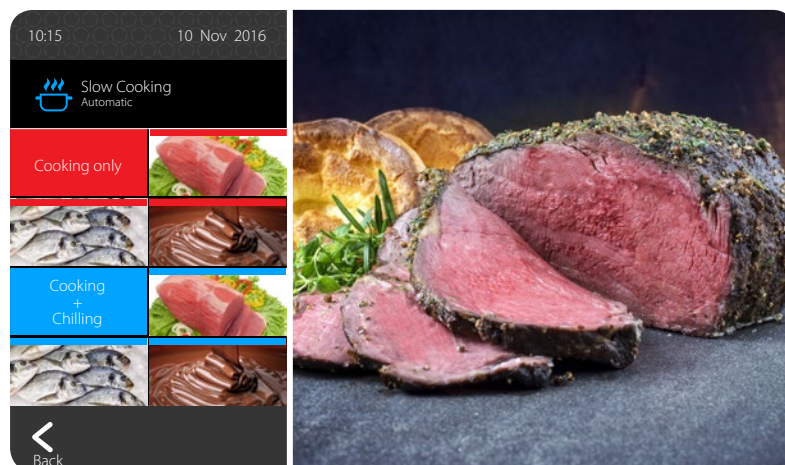 10:15
10 Nov 2016
Slow Cooking
Automatic
Cooking only
Cooking
+
Chilling
Back